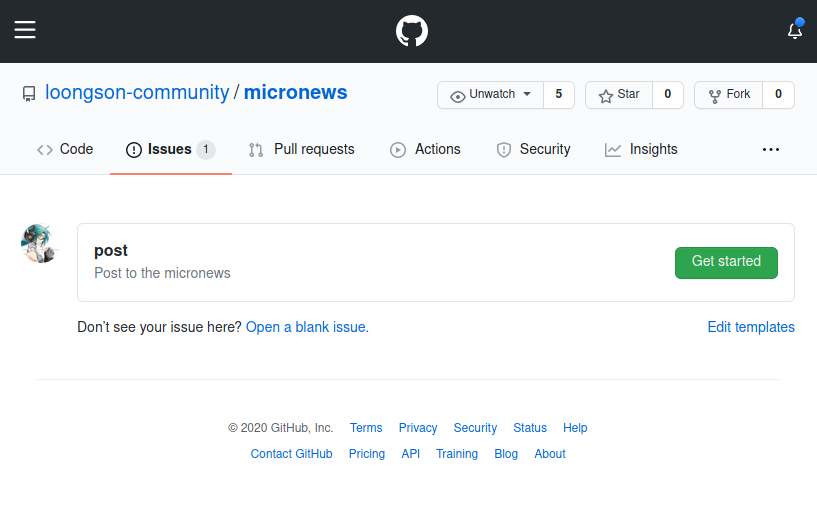 loongson-community / micronews
Unwatch 5 Star 0 Fork 0
Code Issues 1 Pull requests Actions Security Insights
post
Post to the micronews
Get started
Don't see your issue here? Open a blank issue. Edit templates
© 2020 GitHub, Inc. Terms Privacy Security Status Help
Contact GitHub Pricing API Training Blog About